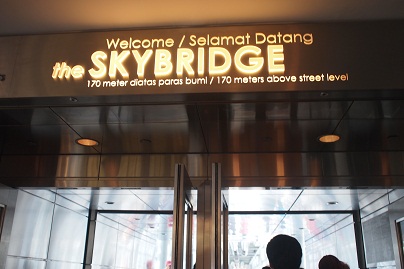 Welcome / Selamat Datang
the SKYBRIDGE
170 meter diatas paras bumi / 170 meters above street level